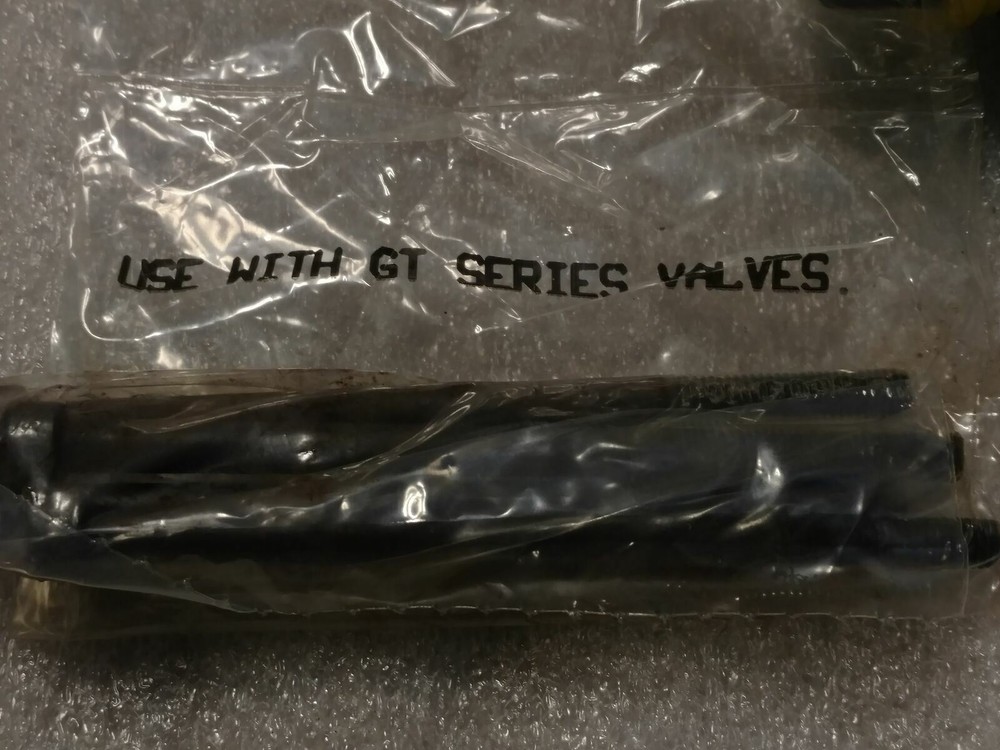 USE WITH GT SERIES VALVES.